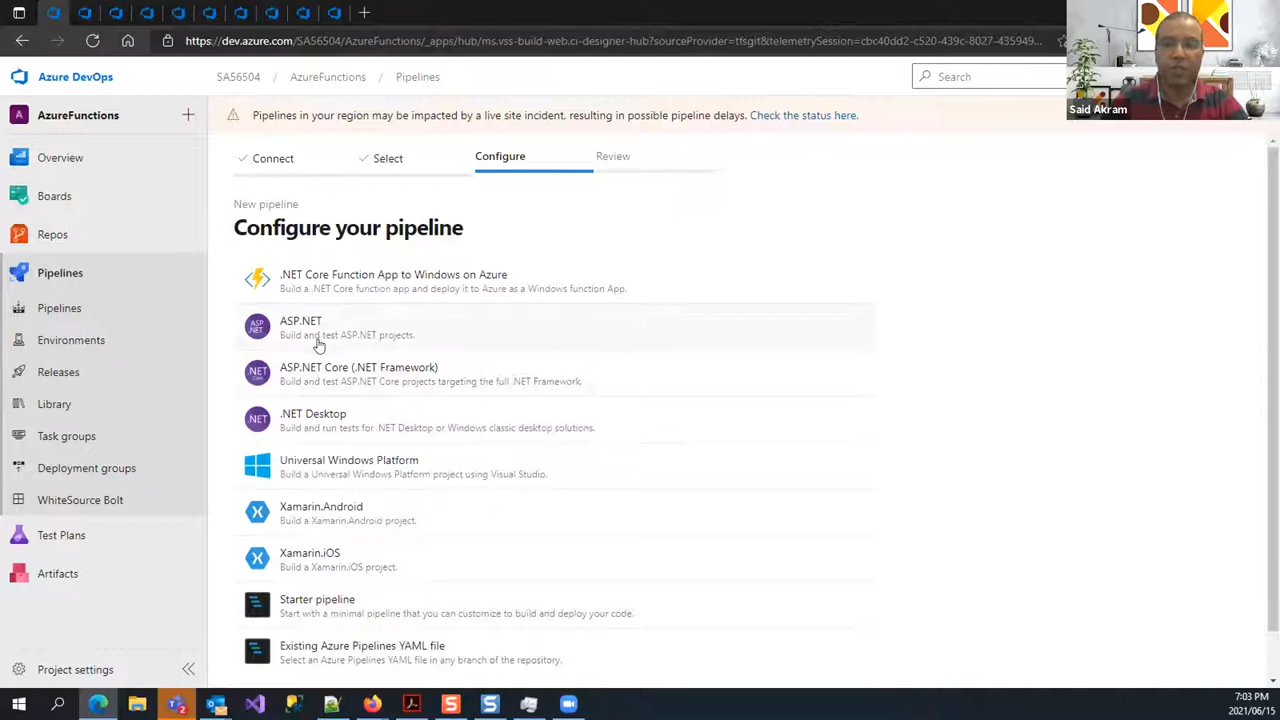 https://dev.azure.com/SA56504/AzureFunctions/_apps/hub/ms.vss-build-web.ci-designer-hub?sourceProvider=tfsgit&telemetrySession=cbc40dd2-c520-439c-8027-435949...
Azure DevOps
SA56504 / AzureFunctions / Pipelines
Search
Said Akram
A AzureFunctions
Pipelines in your region may be impacted by a live site incident, resulting in possible pipeline delays. Check the status here.
Overview
Boards
Repos
Pipelines
Pipelines
Environments
Releases
Library
Task groups
Deployment groups
WhiteSource Bolt
Test Plans
Artifacts
Project settings
Connect
Select
Configure
Review
New pipeline
Configure your pipeline
.NET Core Function App to Windows on Azure
Build a .NET Core function app and deploy it to Azure as a Windows function App.
ASP.NET
ASP.NET
Build and test ASP.NET projects.
.NET Core
ASP.NET Core (.NET Framework)
Build and test ASP.NET Core projects targeting the full .NET Framework.
.NET
.NET Desktop
Build and run tests for .NET Desktop or Windows classic desktop solutions.
Universal Windows Platform
Build a Universal Windows Platform project using Visual Studio.
Xamarin.Android
Build a Xamarin.Android project.
Xamarin.iOS
Build a Xamarin.iOS project.
Starter pipeline
Start with a minimal pipeline that you can customize to build and deploy your code.
Existing Azure Pipelines YAML file
Select an Azure Pipelines YAML file in any branch of the repository.
7:03 PM
2021/06/15